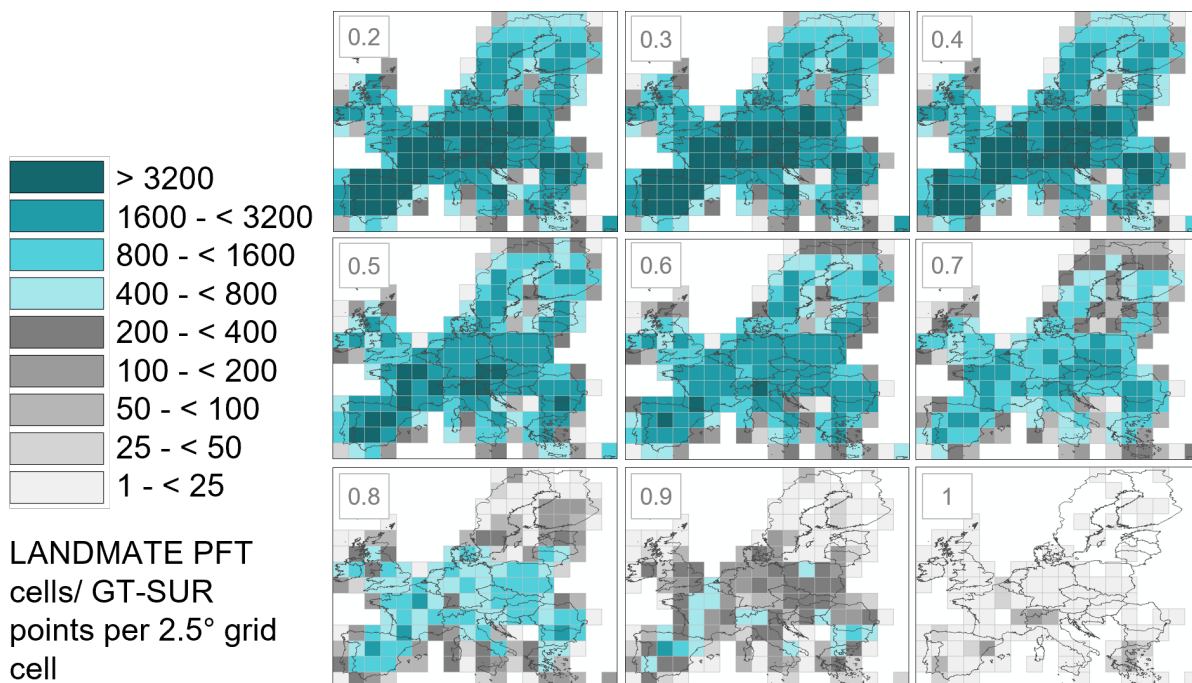 0.2
0.3
0.4
> 3200
1600 - < 3200
800 - < 1600
400 - < 800
200 - < 400
100 - < 200
50 - < 100
25 - < 50
1 - < 25
0.5
0.6
0.7
0.8
0.9
1
LANDMATE PFT
cells/ GT-SUR
points per 2.5° grid
cell